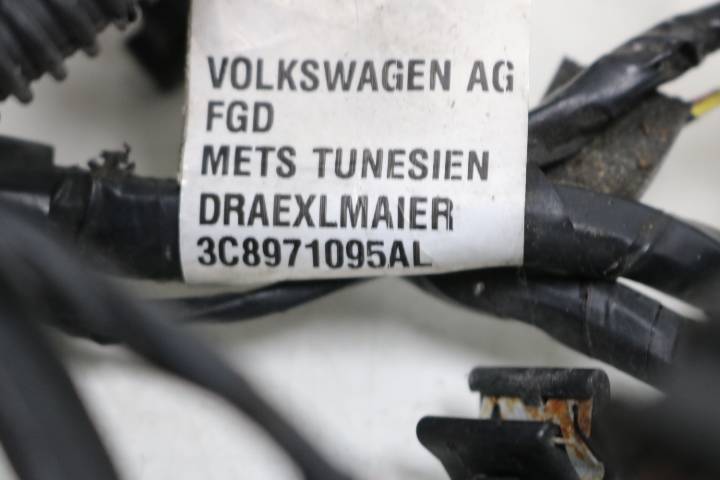 VOLKSWAGEN AG
FGD
METS TUNESIEN
DRAEXLMAIER
3C8971095AL